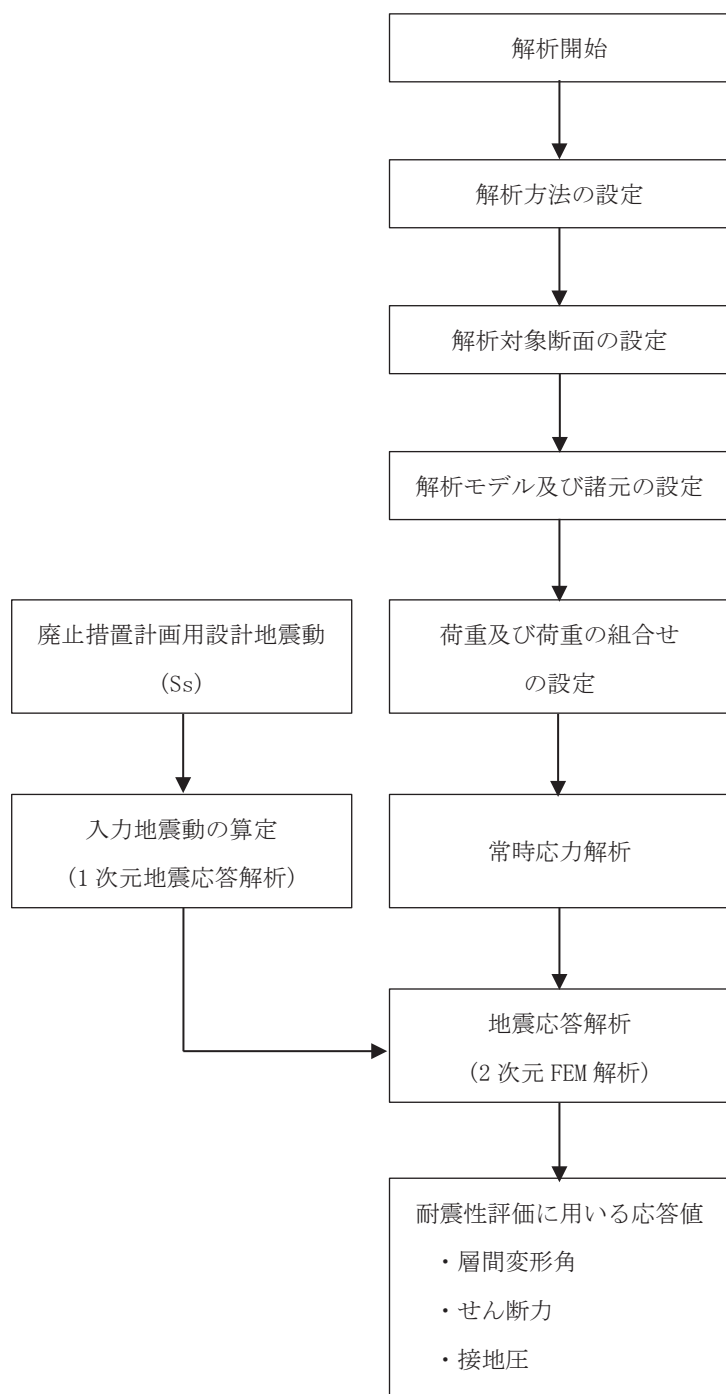 解析開始
解析方法の設定
解析対象断面の設定
解析モデル及び諸元の設定
廃止措置計画用設計地震動
(Ss)
荷重及び荷重の組合せ
の設定
入力地震動の算定
(1 次元地震応答解析)
常時応力解析
地震応答解析
(2 次元 FEM 解析)
耐震性評価に用いる応答値
・層間変形角
・せん断力
・接地圧